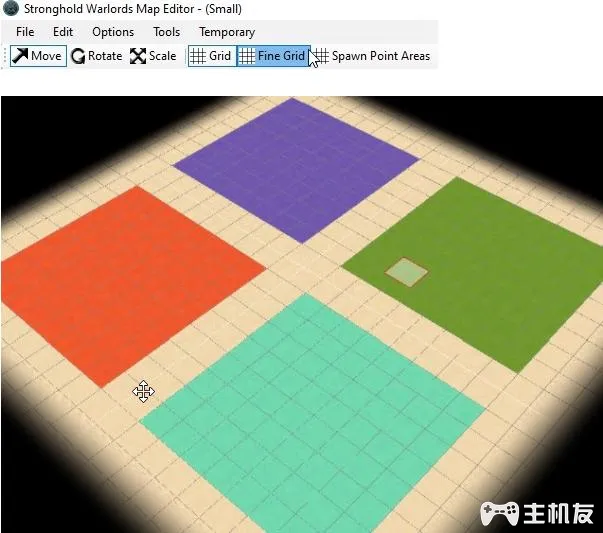 Stronghold Warlords Map Editor - (Small)
File Edit Options Tools Temporary
Move Rotate Scale Grid Fine Grid Spawn Point Areas
主机友